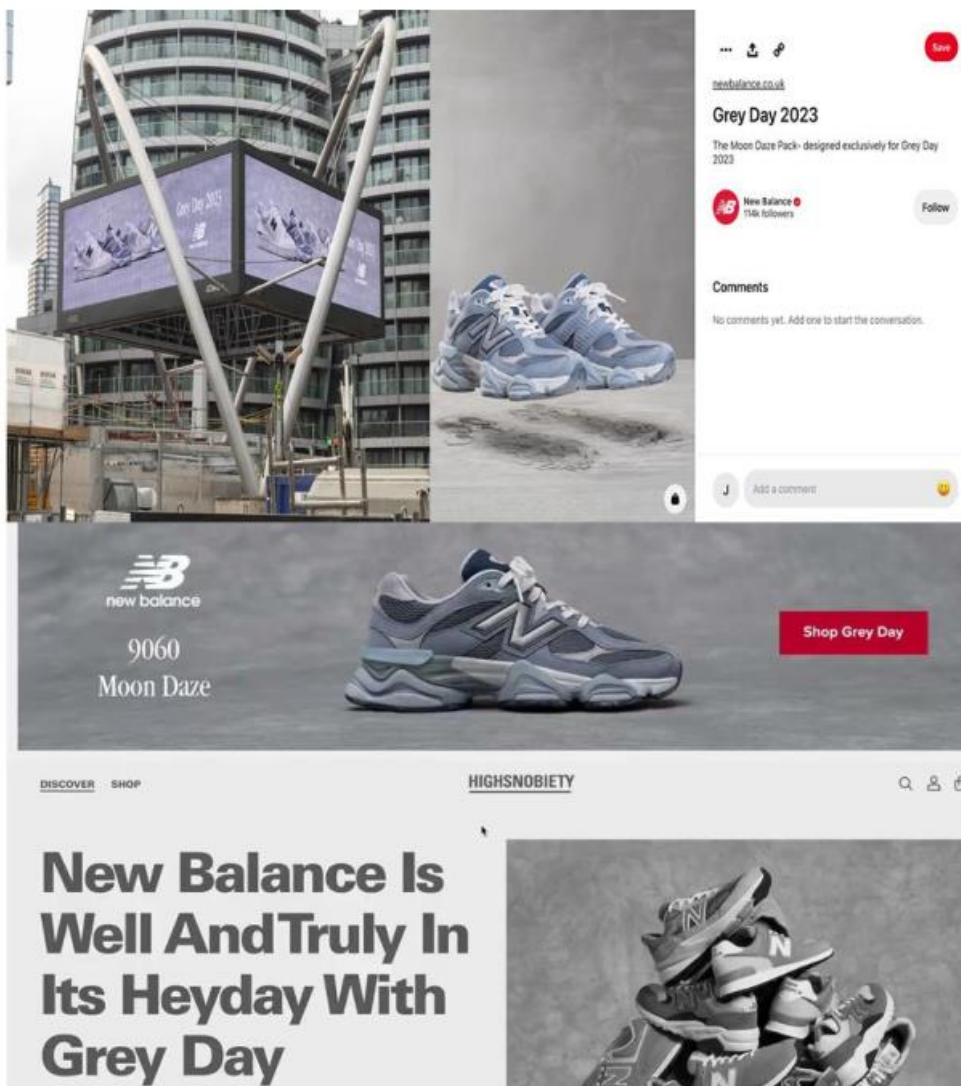 Grey Day 2023
Save
newbalance.co.uk
Grey Day 2023
The Moon Daze Pack- designed exclusively for Grey Day
2023
NB
New Balance
114k followers
Follow
Comments
No comments yet. Add one to start the conversation.
J
Add a comment
NB
new balance
9060
Moon Daze
Shop Grey Day
DISCOVER SHOP
HIGHSNOBIETY
New Balance Is
Well And Truly In
Its Heyday With
Grey Day